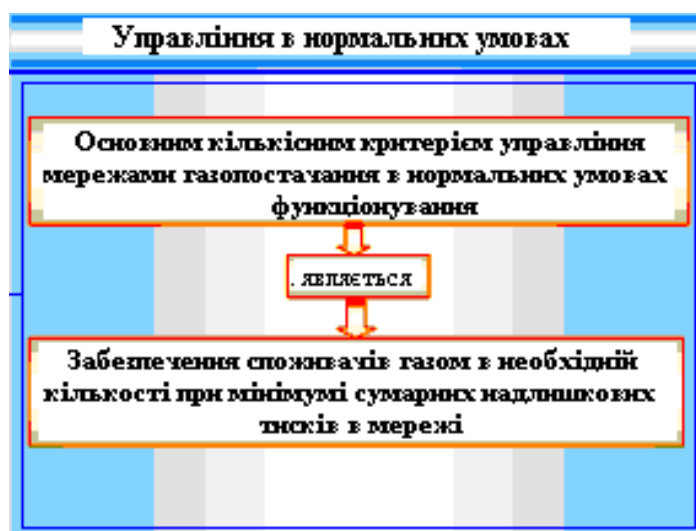 Управління в нормальних умовах
Основним кількісним критерієм управління
мережами газопостачання в нормальних умовах
функціонування
. являється
Забезпечення споживачів газом в необхідній
кількості при мінімумі сумарних надлишкових
тисків в мережі